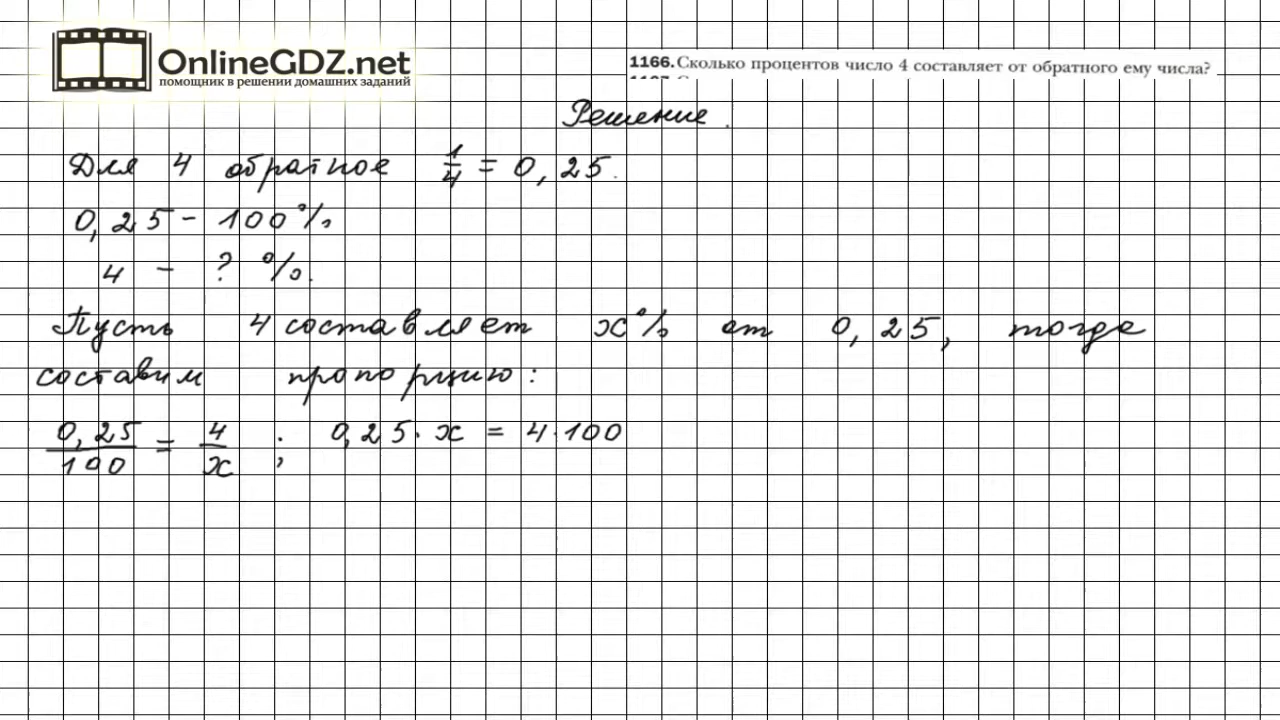 OnlineGDZ.net
помощник в решении домашних заданий
1166. Сколько процентов число 4 составляет от обратного ему числа?
Решение.
Для 4 обратное 1/4 = 0,25.
0,25 - 100%
4 - ? %.
Пусть 4 составляет x% от 0,25, тогда
составим пропорцию:
0,25/100 = 4/x ; 0,25·x = 4·100